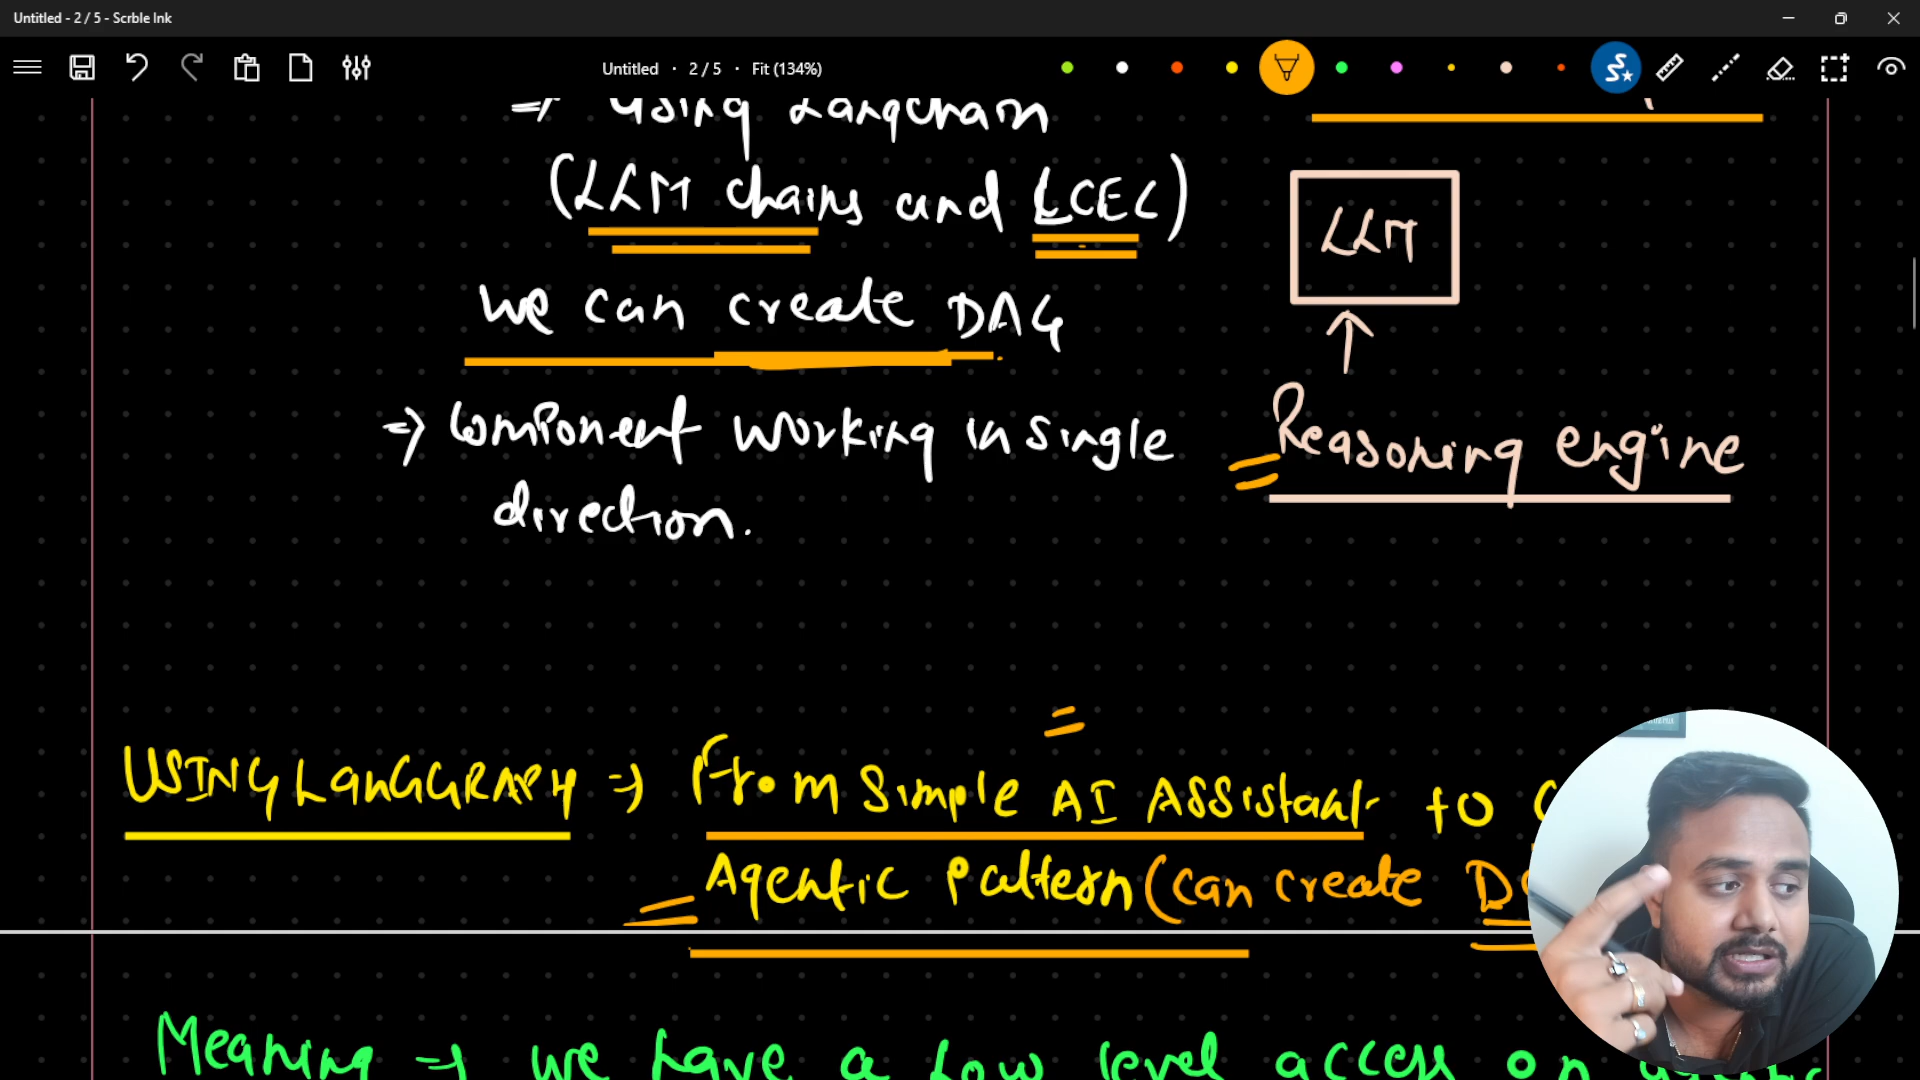 Untitled - 2 / 5 - Scrble Ink
Untitled · 2 / 5 · Fit (134%)
=> Using Langchain
(LLM chains and LCEL)
LLM
we can create DAG
=> Component working in single
direction.
Reasoning engine
USING LANGGRAPH => From Simple AI Assistant to
Agentic Pattern (can create
Meaning => we have a low level access on